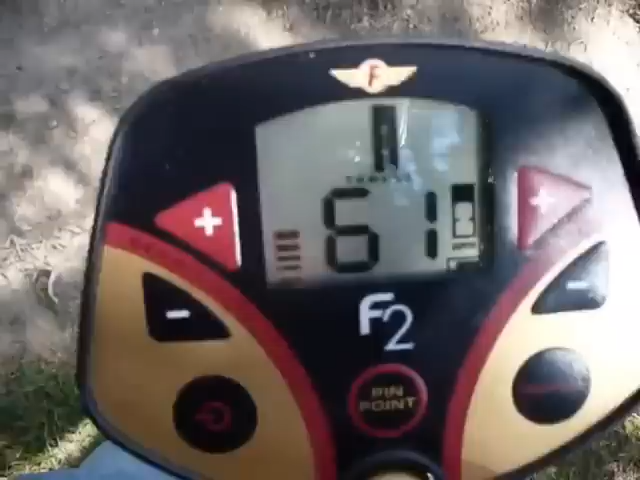 F
61
+ +
F2
- -
PIN
POINT